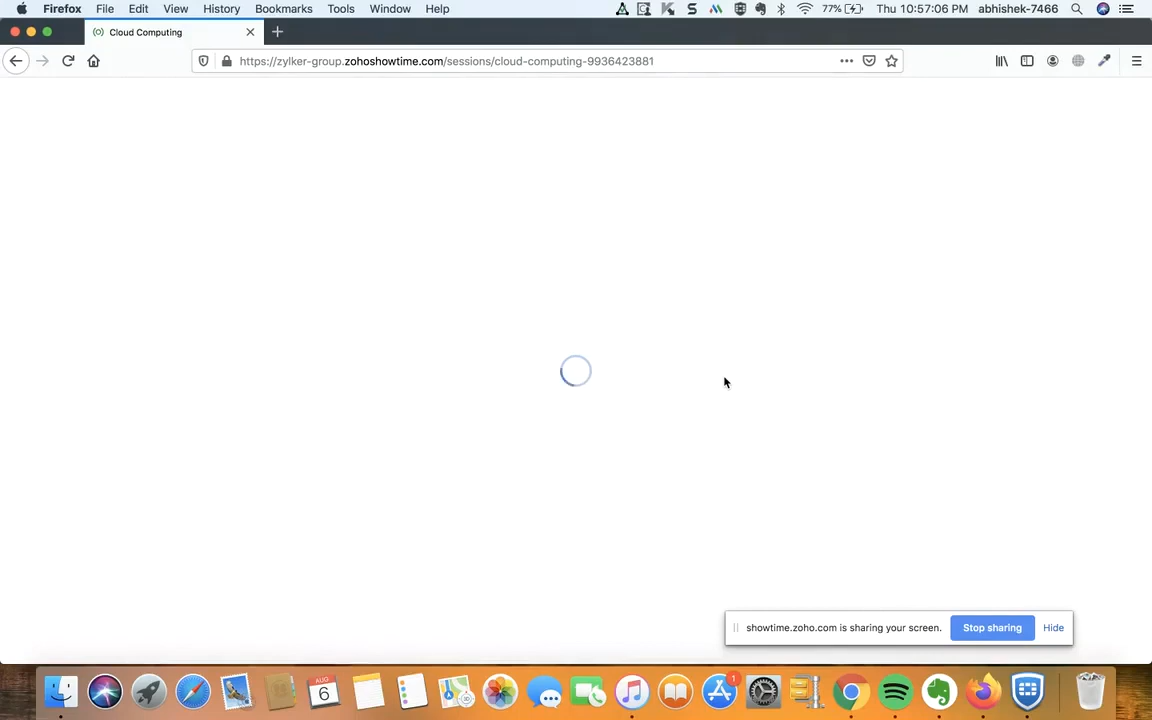 Firefox File Edit View History Bookmarks Tools Window Help 77% Thu 10:57:06 PM abhishek-7466
Cloud Computing
https://zylker-group.zohoshowtime.com/sessions/cloud-computing-9936423881
showtime.zoho.com is sharing your screen. Stop sharing Hide
AUG
6
1